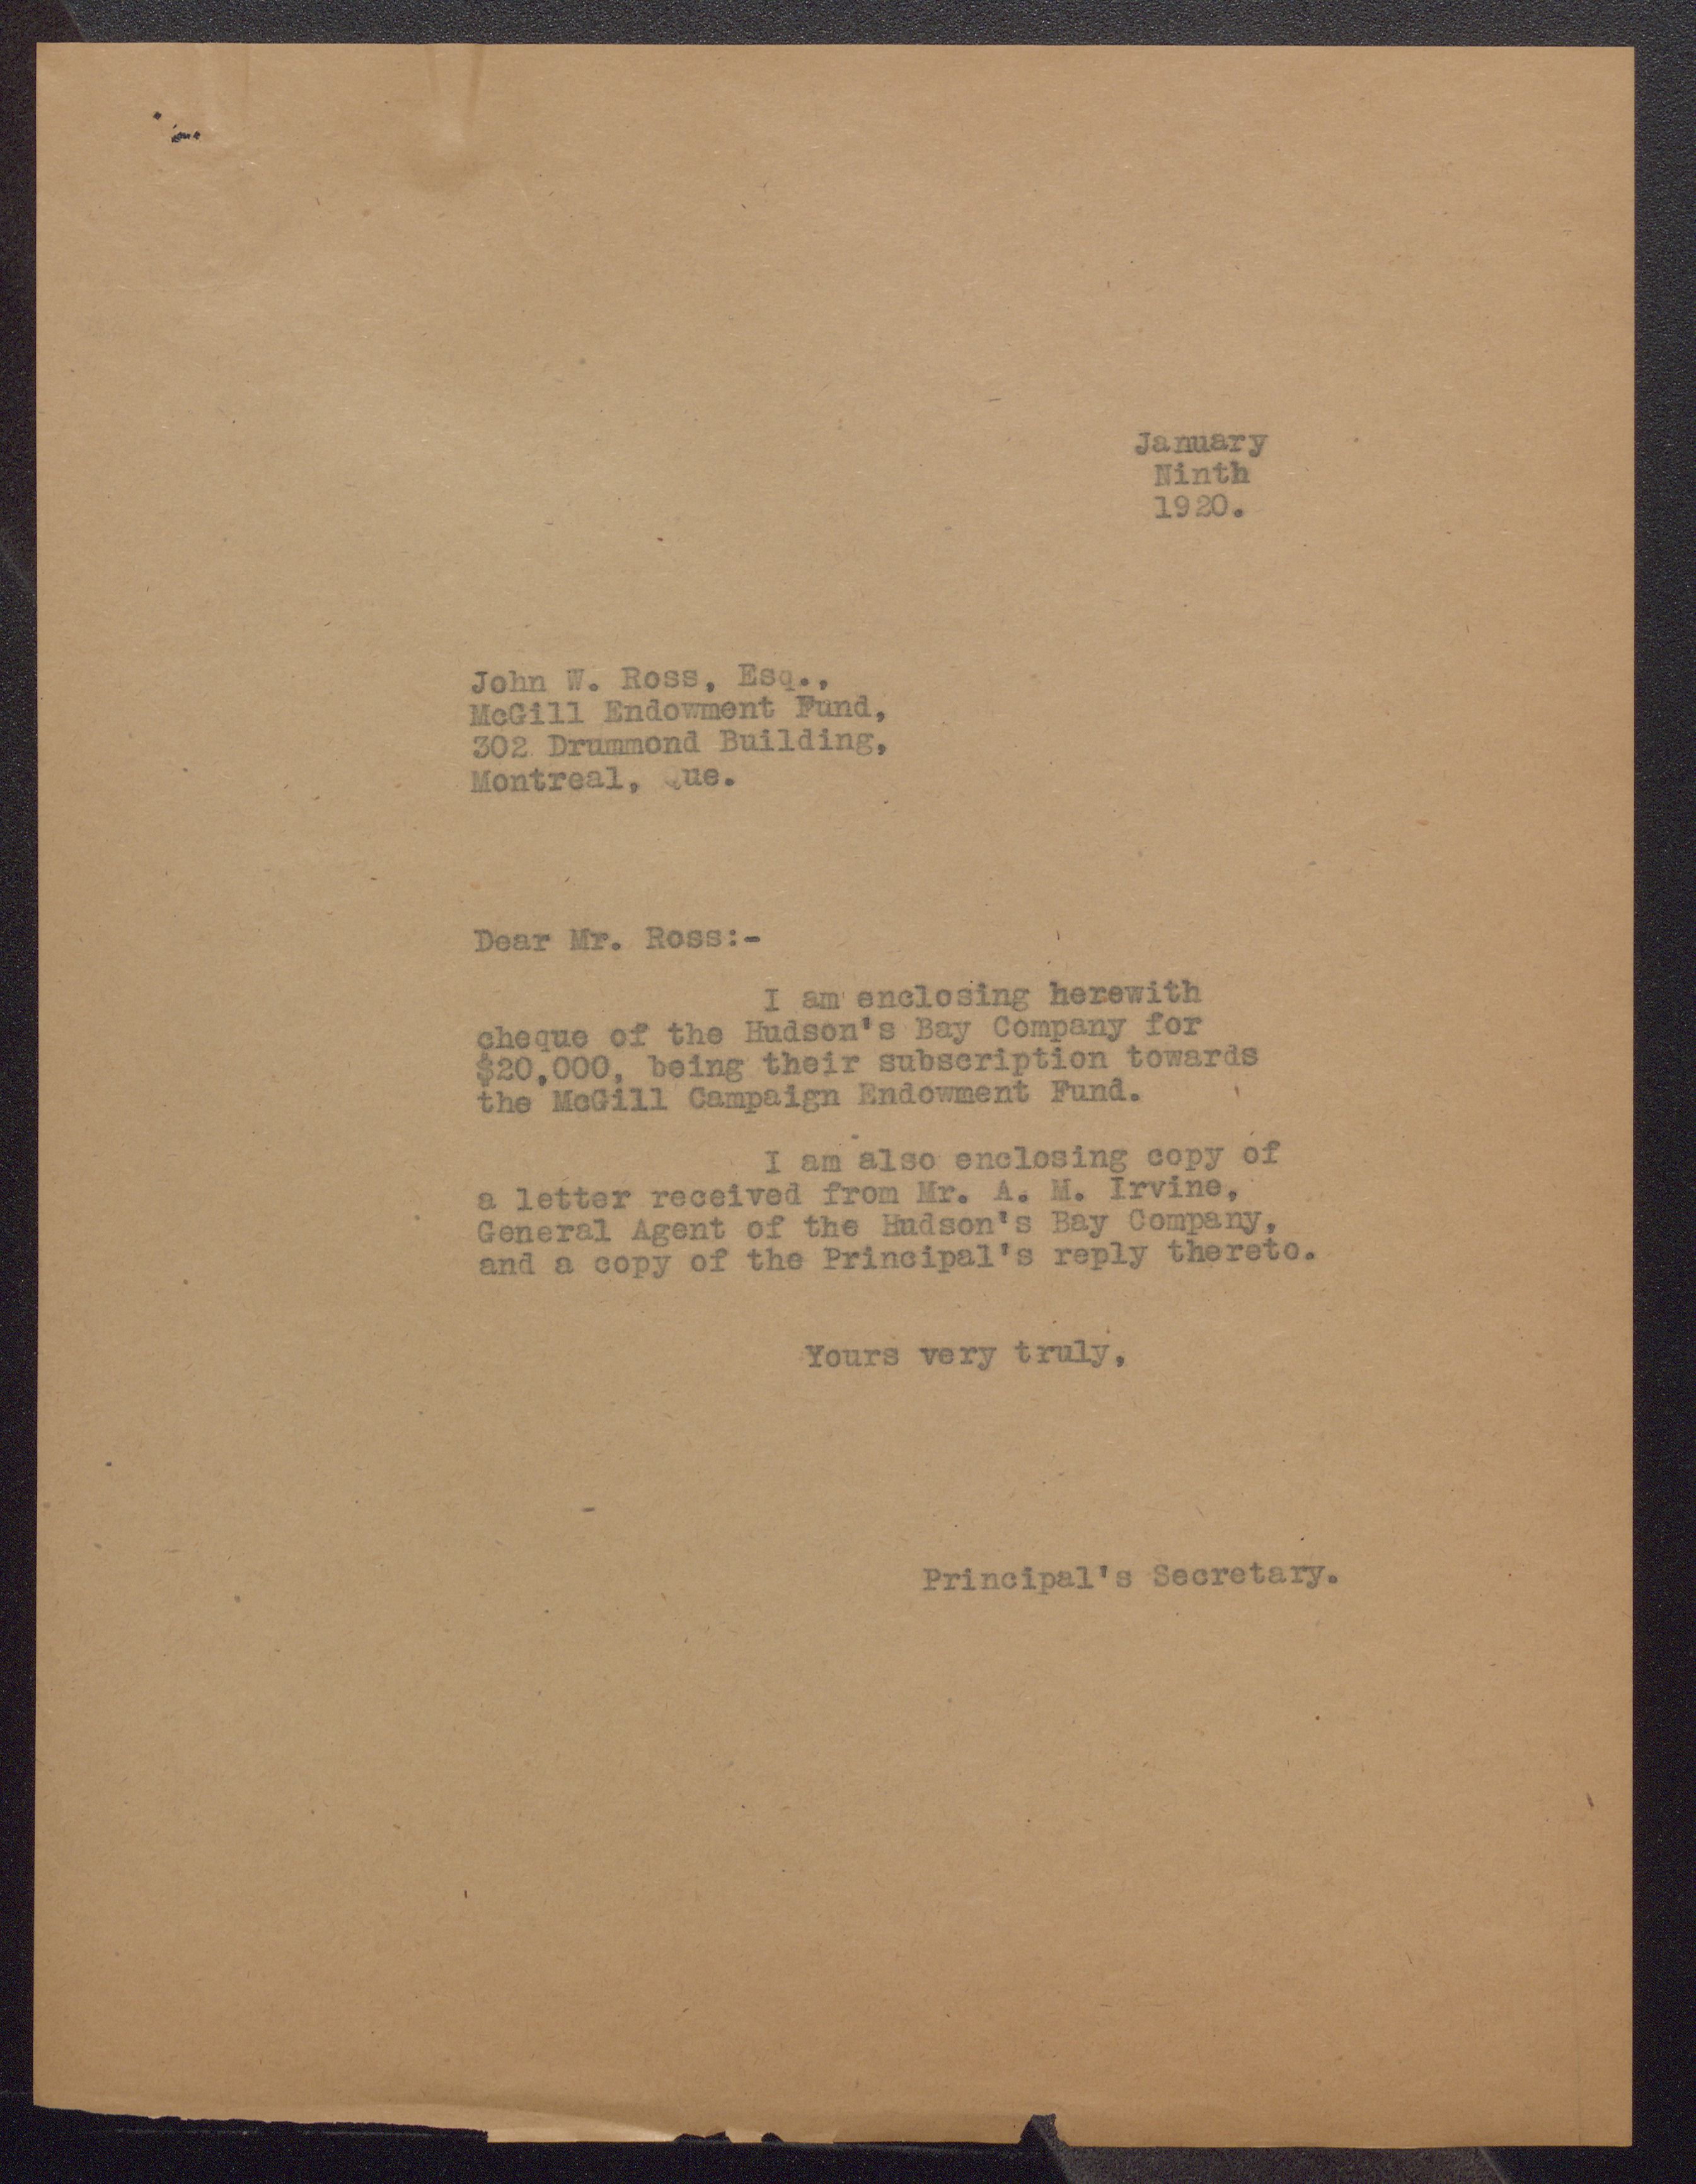 January
Ninth
1920.
John W. Ross, Esq.,
McGill Endowment Fund,
302 Drummond Building,
Montreal, Que.
Dear Mr. Ross:-
I am enclosing herewith
cheque of the Hudson's Bay Company for
$20,000, being their subscription towards
the McGill Campaign Endowment Fund.
I am also enclosing copy of
a letter received from Mr. A. M. Irvine,
General Agent of the Hudson's Bay Company,
and a copy of the Principal's reply thereto.
Yours very truly,
Principal's Secretary.